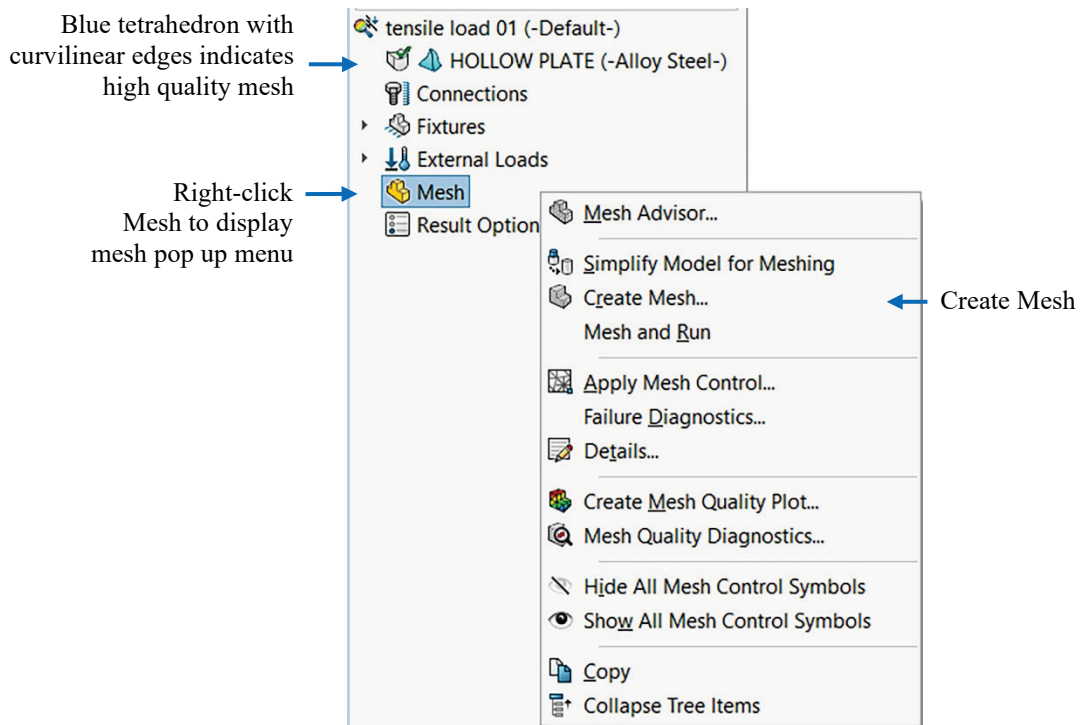 Blue tetrahedron with
curvilinear edges indicates
high quality mesh
Right-click
Mesh to display
mesh pop up menu
tensile load 01 (-Default-)
HOLLOW PLATE (-Alloy Steel-)
Connections
Fixtures
External Loads
Mesh
Result Option
Mesh Advisor...
Simplify Model for Meshing
Create Mesh...
Mesh and Run
Apply Mesh Control...
Failure Diagnostics...
Details...
Create Mesh Quality Plot...
Mesh Quality Diagnostics...
Hide All Mesh Control Symbols
Show All Mesh Control Symbols
Copy
Collapse Tree Items
Create Mesh